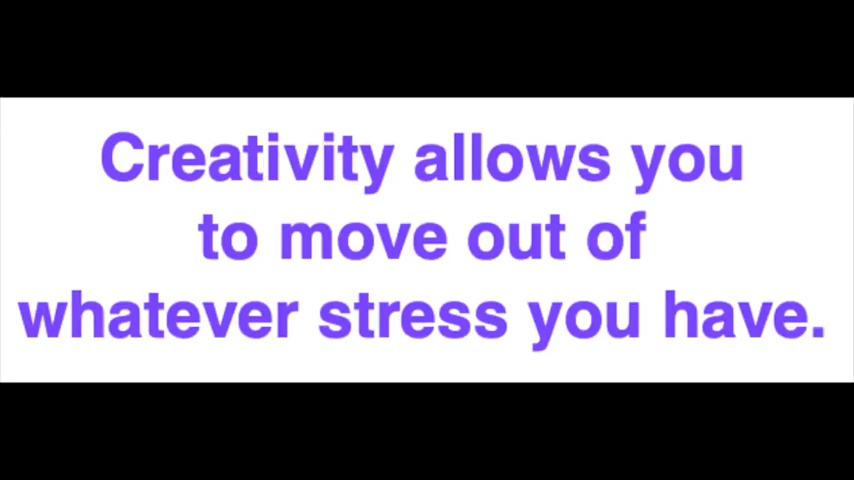 Creativity allows you
to move out of
whatever stress you have.